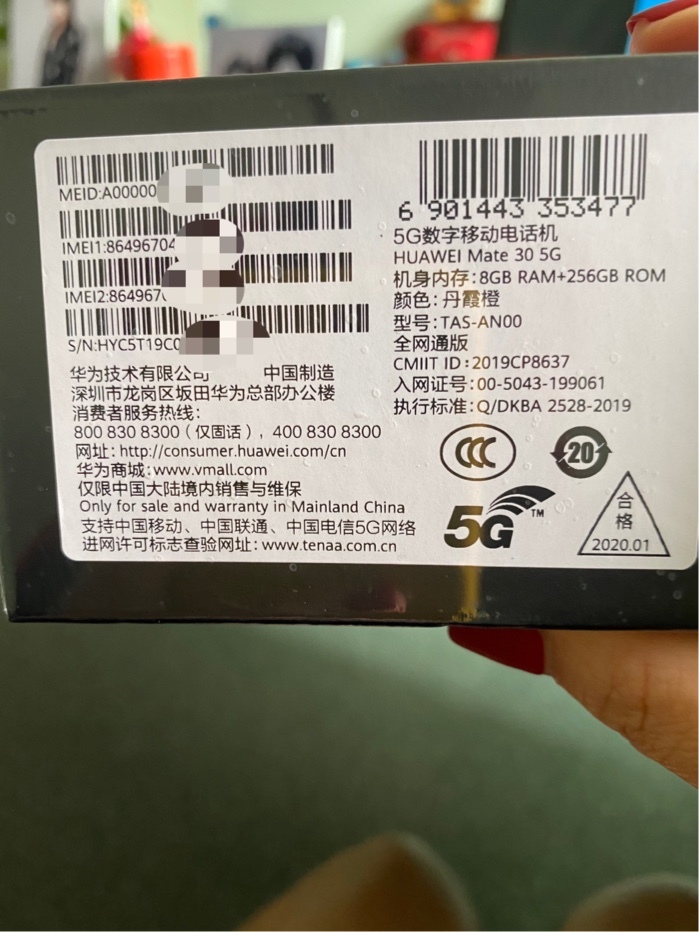 MEID:A00000
IMEI1:86496704
IMEI2:864967
S/N:HYC5T19C0
华为技术有限公司 中国制造
深圳市龙岗区坂田华为总部办公楼
消费者服务热线:
800 830 8300（仅固话）, 400 830 8300
网址: http://consumer.huawei.com/cn
华为商城:www.vmall.com
仅限中国大陆境内销售与维保
Only for sale and warranty in Mainland China
支持中国移动、中国联通、中国电信5G网络
进网许可标志查验网址:www.tenaa.com.cn
6 901443 353477
5G数字移动电话机
HUAWEI Mate 30 5G
机身内存:8GB RAM+256GB ROM
颜色: 丹霞橙
型号:TAS-AN00
全网通版
CMIIT ID:2019CP8637
入网证号:00-5043-199061
执行标准:Q/DKBA 2528-2019
CCC
20
5G TM
合
格
2020.01